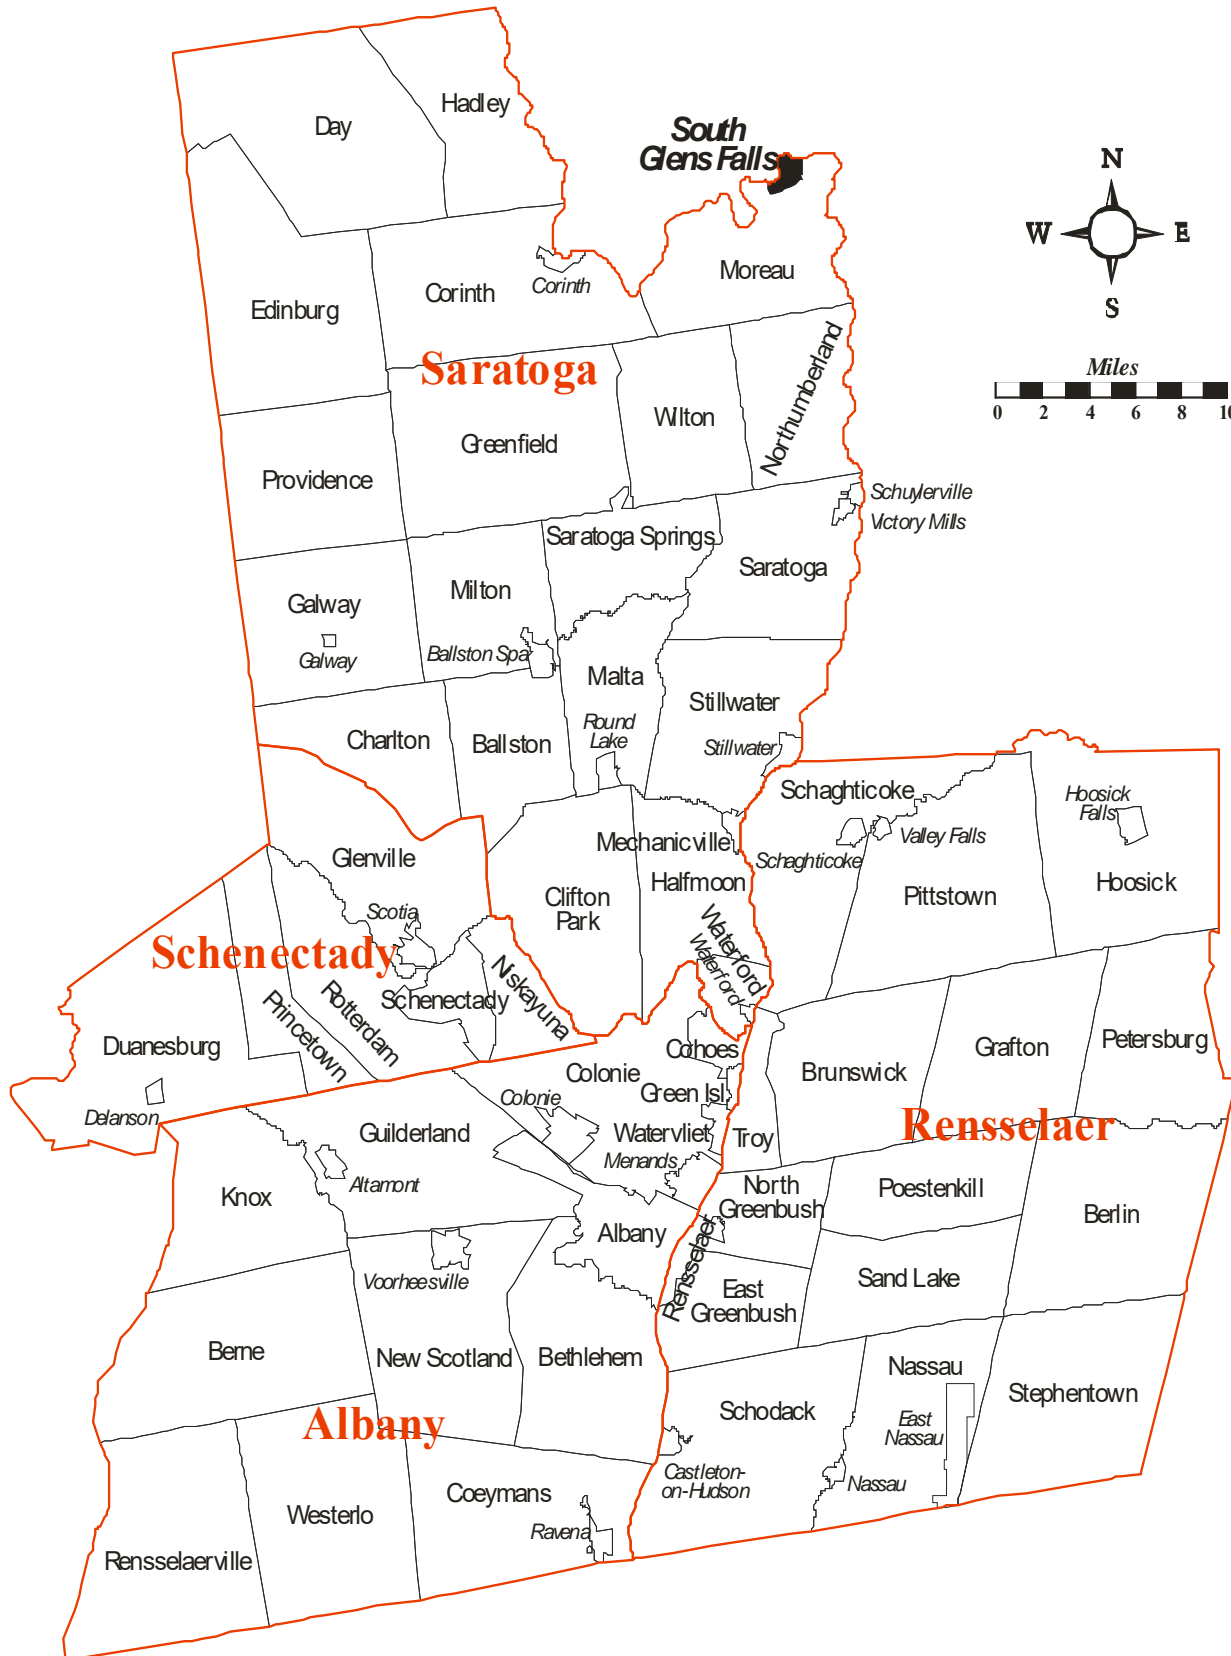 Hadley
Day
South
Glens Falls
N
W
E
S
Moreau
Corinth
Corinth
Edinburg
Miles
0 2 4 6 8 10
Saratoga
Northumberland
Wilton
Greenfield
Providence
Schuylerville
Victory Mills
Saratoga Springs
Saratoga
Milton
Galway
Galway
Ballston Spa
Malta
Stillwater
Round
Lake
Stillwater
Charlton
Ballston
Schaghticoke
Hoosick
Falls
Valley Falls
Schaghticoke
Mechanicville
Halfmoon
Glenville
Clifton
Park
Pittstown
Hoosick
Scotia
Waterford
Waterford
Schenectady
Niskayuna
Schenectady
Rotterdam
Princetown
Duanesburg
Delanson
Cohoes
Colonie
Green Isl.
Colonie
Watervliet
Menands
Guilderland
Altamont
Knox
Brunswick
Grafton
Petersburg
Rensselaer
Troy
North
Greenbush
Poestenkill
Berlin
Albany
Rensselaer
Voorheesville
East
Greenbush
Sand Lake
Berne
New Scotland
Bethlehem
Nassau
Stephentown
Schodack
East
Nassau
Albany
Castleton-
on-Hudson
Nassau
Coeymans
Westerlo
Ravena
Rensselaerville